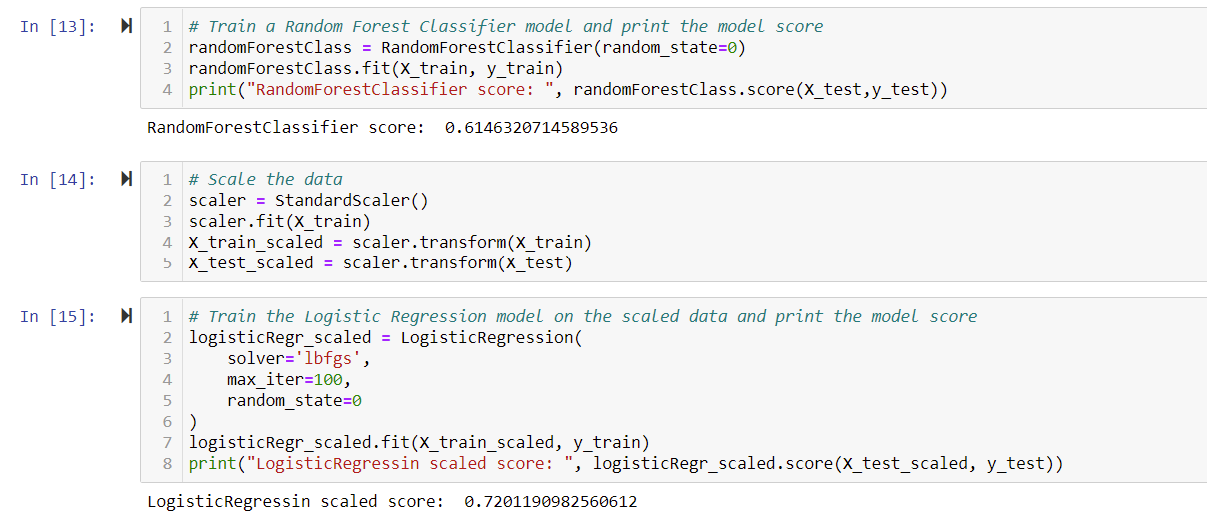 In [13]:
1 # Train a Random Forest Classifier model and print the model score
2 randomForestClass = RandomForestClassifier(random_state=0)
3 randomForestClass.fit(X_train, y_train)
4 print("RandomForestClassifier score: ", randomForestClass.score(X_test,y_test))
RandomForestClassifier score:  0.6146320714589536
In [14]:
1 # Scale the data
2 scaler = StandardScaler()
3 scaler.fit(X_train)
4 X_train_scaled = scaler.transform(X_train)
5 X_test_scaled = scaler.transform(X_test)
In [15]:
1 # Train the Logistic Regression model on the scaled data and print the model score
2 logisticRegr_scaled = LogisticRegression(
3     solver='lbfgs',
4     max_iter=100,
5     random_state=0
6 )
7 logisticRegr_scaled.fit(X_train_scaled, y_train)
8 print("LogisticRegressin scaled score: ", logisticRegr_scaled.score(X_test_scaled, y_test))
LogisticRegressin scaled score:  0.7201190982560612